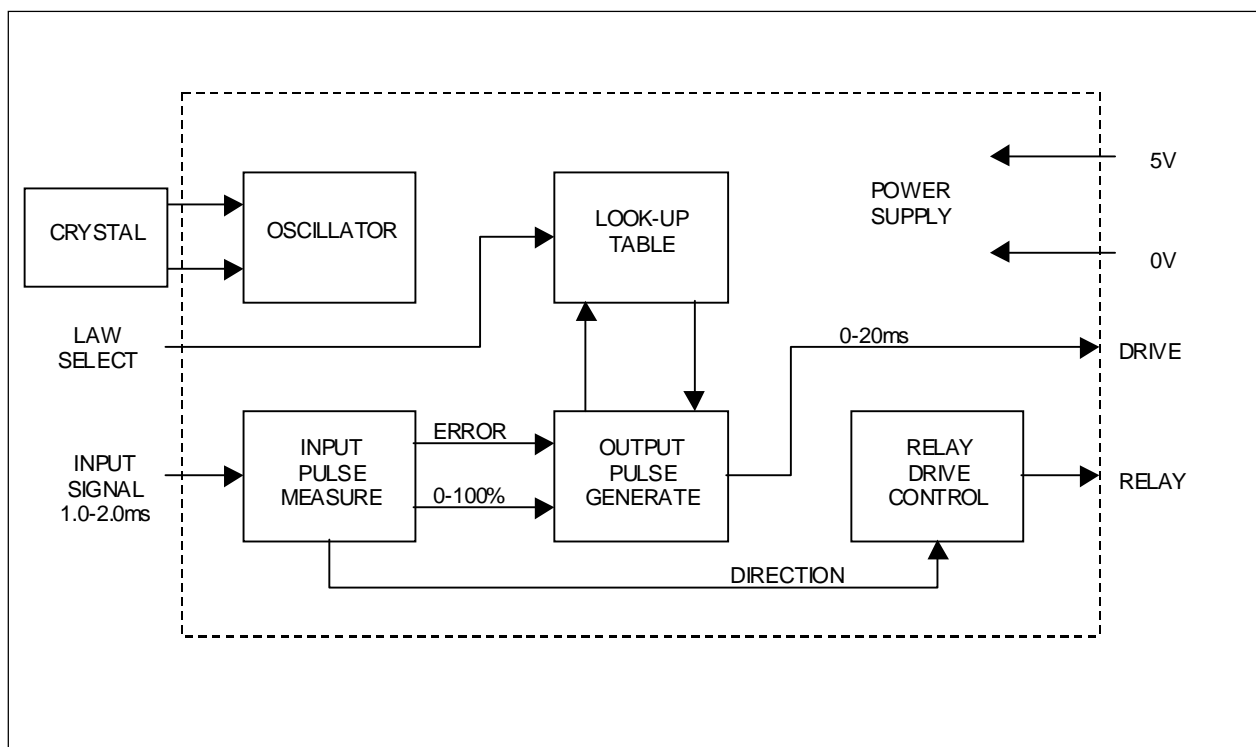 5V
POWER
SUPPLY
0V
CRYSTAL
OSCILLATOR
LOOK-UP
TABLE
LAW
SELECT
0-20ms
DRIVE
INPUT
SIGNAL
1.0-2.0ms
INPUT
PULSE
MEASURE
ERROR
0-100%
OUTPUT
PULSE
GENERATE
RELAY
DRIVE
CONTROL
RELAY
DIRECTION